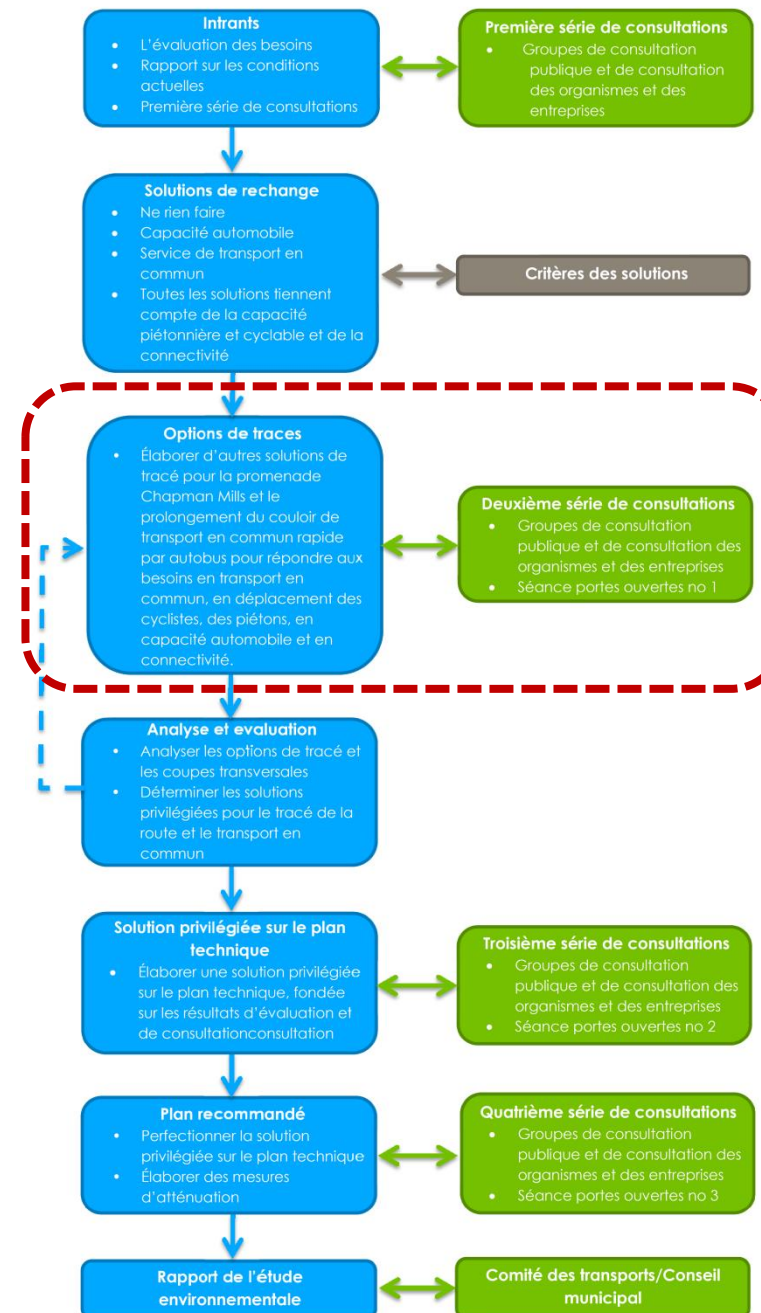 Intrants
• L'évaluation des besoins
• Rapport sur les conditions
actuelles
• Première série de consultations
Première série de consultations
• Groupes de consultation
publique et de consultation
des organismes et des
entreprises
Solutions de rechange
• Ne rien faire
• Capacité automobile
• Service de transport en
commun
• Toutes les solutions tiennent
compte de la capacité
piétonnière et cyclable et de la
connectivité
Critères des solutions
Options de traces
• Élaborer d'autres solutions de
tracé pour la promenade
Chapman Mills et le
prolongement du couloir de
transport en commun rapide
par autobus pour répondre aux
besoins en transport en
commun, en déplacement des
cyclistes, des piétons, en
capacité automobile et en
connectivité.
Deuxième série de consultations
• Groupes de consultation
publique et de consultation des
organismes et des entreprises
• Séance portes ouvertes no 1
Analyse et evaluation
• Analyser les options de tracé et
les coupes transversales
• Déterminer les solutions
privilégiées pour le tracé de la
route et le transport en
commun
Solution privilégiée sur le plan
technique
• Élaborer une solution privilégiée
sur le plan technique, fondée
sur les résultats d'évaluation et
de consultationconsultation
Troisième série de consultations
• Groupes de consultation
publique et de consultation des
organismes et des entreprises
• Séance portes ouvertes no 2
Plan recommandé
• Perfectionner la solution
privilégiée sur le plan technique
• Élaborer des mesures
d'atténuation
Quatrième série de consultations
• Groupes de consultation
publique et de consultation des
organismes et des entreprises
• Séance portes ouvertes no 3
Rapport de l'étude
environnementale
Comité des transports/Conseil
municipal